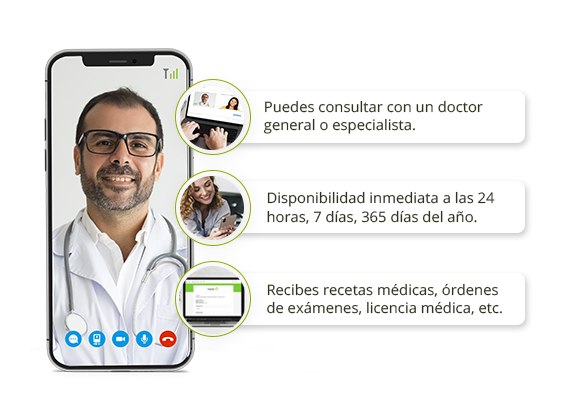 Puedes consultar con un doctor
general o especialista.
Disponibilidad inmediata a las 24
horas, 7 días, 365 días del año.
Recibes recetas médicas, órdenes
de exámenes, licencia médica, etc.